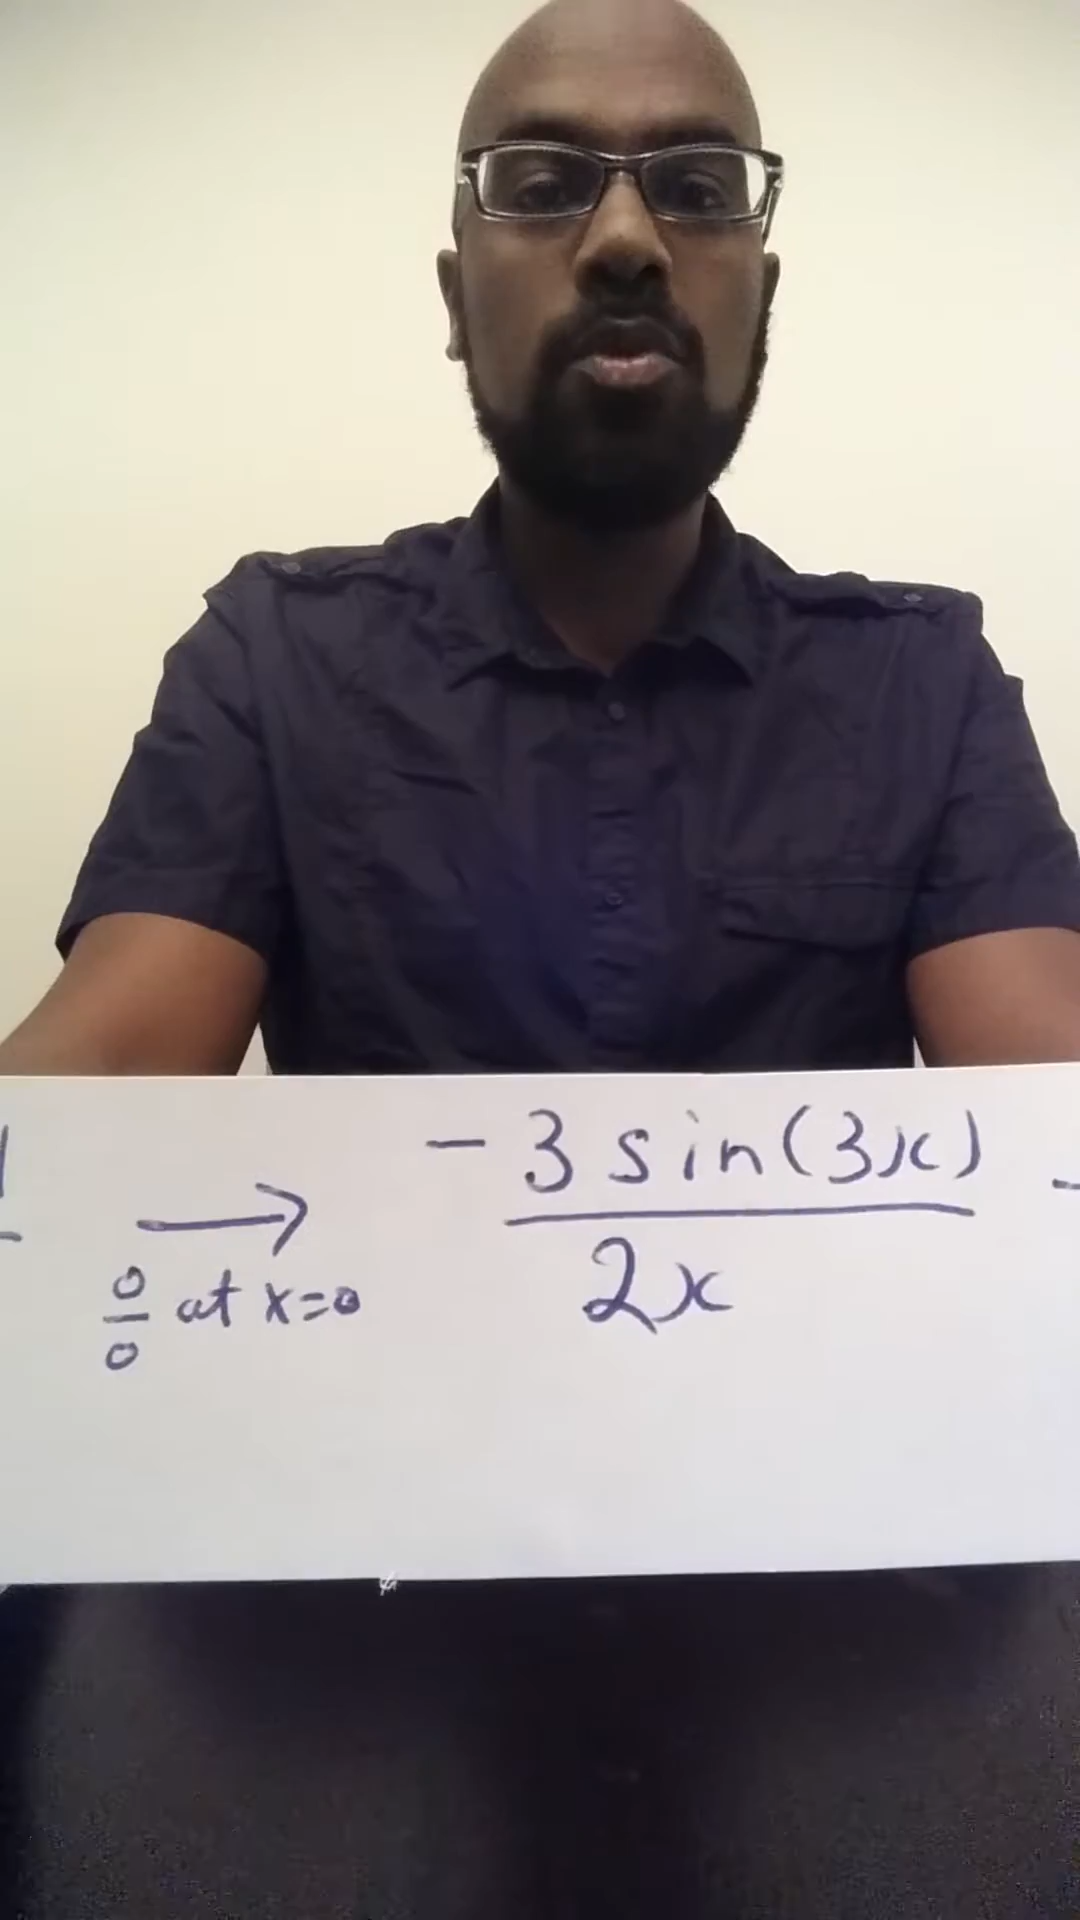 → - 3 sin(3x)
2x
0
0 at x=0